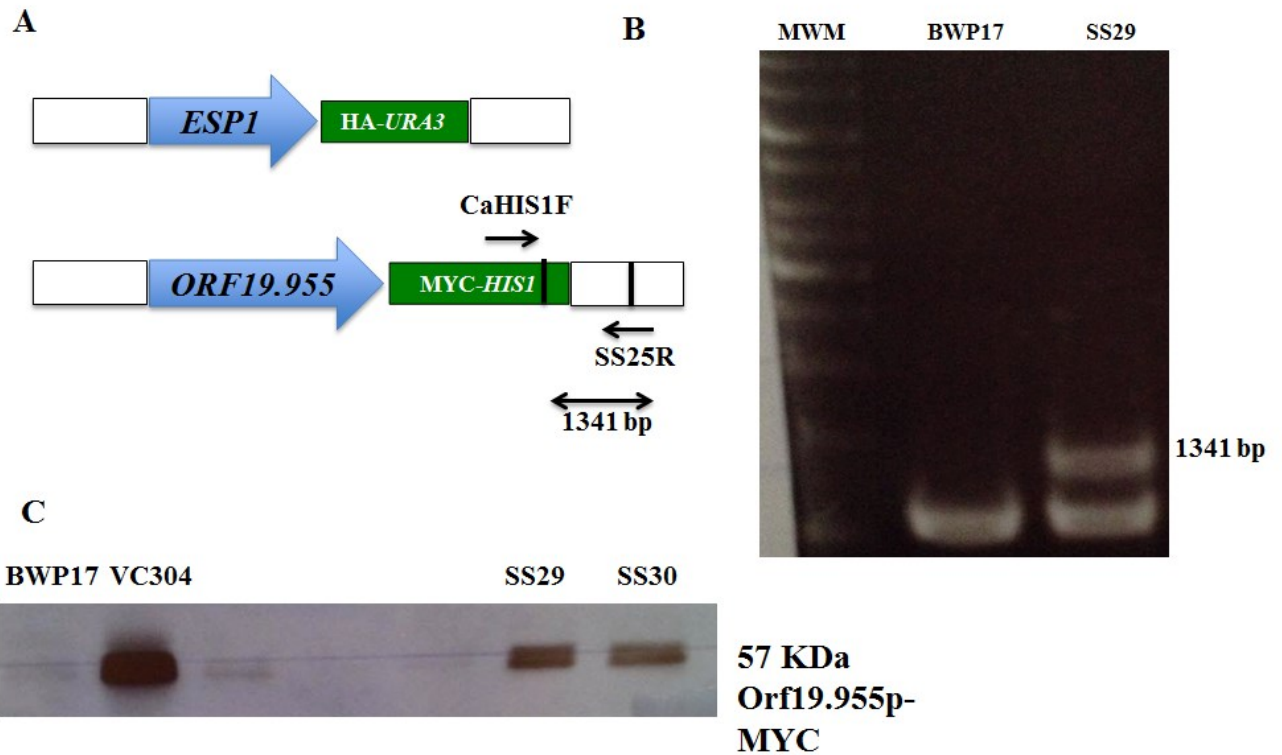 A
ESP1
HA-URA3
CaHIS1F
ORF19.955
MYC-HIS1
SS25R
1341 bp
B
MWM BWP17 SS29
1341 bp
C
BWP17 VC304 SS29 SS30
57 KDa
Orf19.955p-
MYC